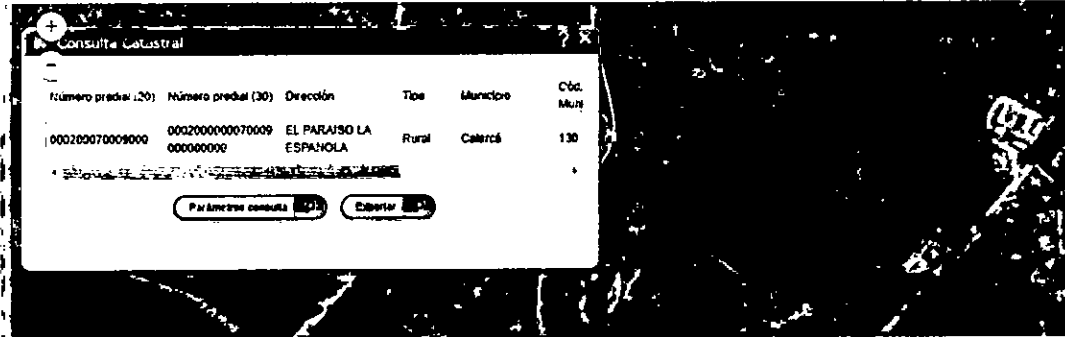 Consulta Catastral ? X
Número predial (20) Número predial (30) Dirección Tipo Municipio Cód. Muni
000200070009000 0002000000070009 EL PARAISO LA Rural Calarcá 130
000000000 ESPAÑOLA
Parámetros consulta Exportar